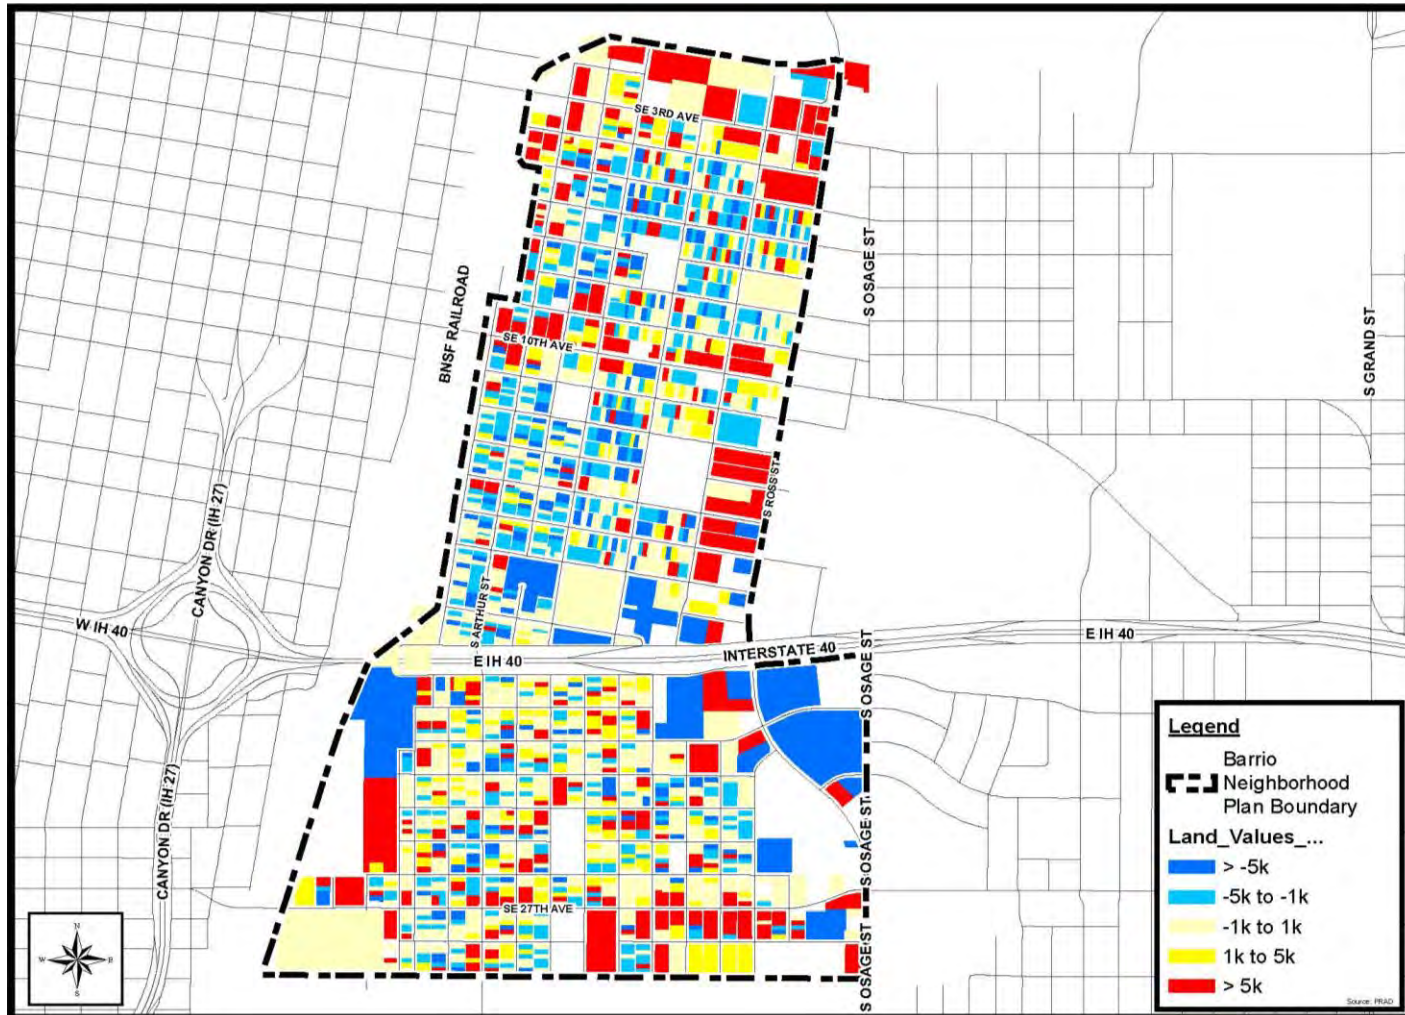 SE 3RD AVE
S OSAGE ST
BNSF RAILROAD
S GRAND ST
SE 10TH AVE
S ROSS ST
CANYON DR (IH 27)
S ARTHUR ST
W IH 40
E IH 40
INTERSTATE 40
E IH 40
S OSAGE ST
CANYON DR (IH 27)
S OSAGE ST
SE 27TH AVE
S OSAGE ST
N
W
S
Legend
Barrio
Neighborhood
Plan Boundary
Land_Values_...
> -5k
-5k to -1k
-1k to 1k
1k to 5k
> 5k
Source: PRAD